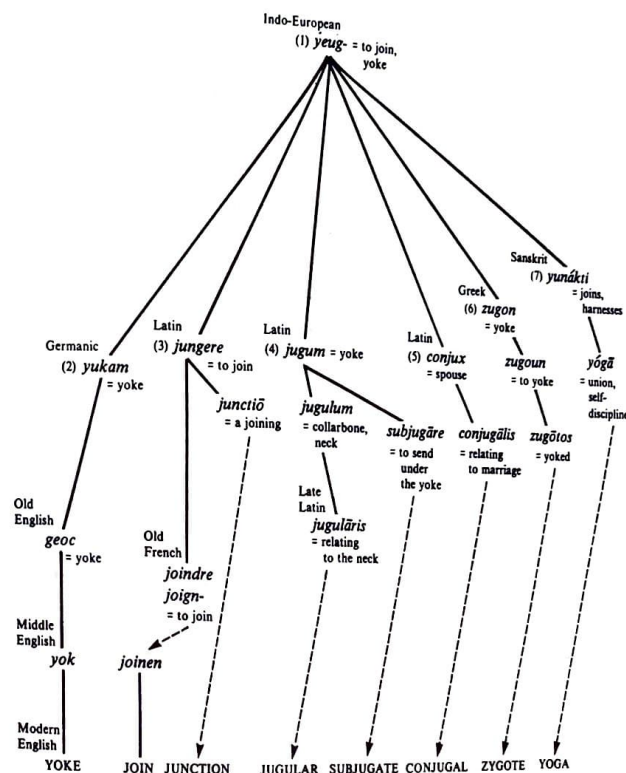 Indo-European
(1) yeug- = to join,
yoke
Sanskrit
(7) yunákti
= joins,
harnesses
Greek
(6) zugon
= yoke
Germanic
(2) yukam
= yoke
Latin
(3) jungere
= to join
Latin
(4) jugum = yoke
Latin
(5) conjux
= spouse
zugoun
= to yoke
yógā
= union,
self-
discipline
junctiō
= a joining
jugulum
= collarbone,
neck
subjugāre
= to send
under
the yoke
conjugālis
= relating
to marriage
zugōtos
= yoked
Late
Latin
jugulāris
= relating
to the neck
Old
English
geoc
= yoke
Old
French
joindre
joign-
= to join
Middle
English
yok
joinen
Modern
English
YOKE JOIN JUNCTION JUGULAR SUBJUGATE CONJUGAL ZYGOTE YOGA